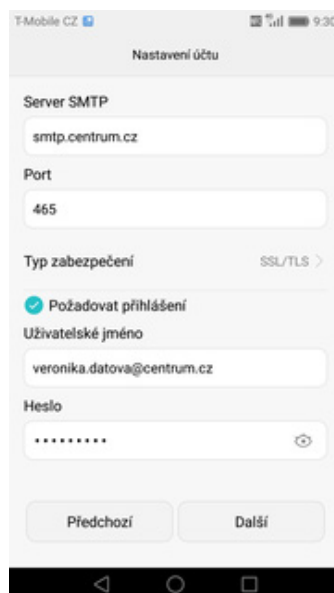 T-Mobile CZ 9:30
Nastavení účtu
Server SMTP
smtp.centrum.cz
Port
465
Typ zabezpečení SSL/TLS
Požadovat přihlášení
Uživatelské jméno
veronika.datova@centrum.cz
Heslo
•••••••••
Předchozí Další